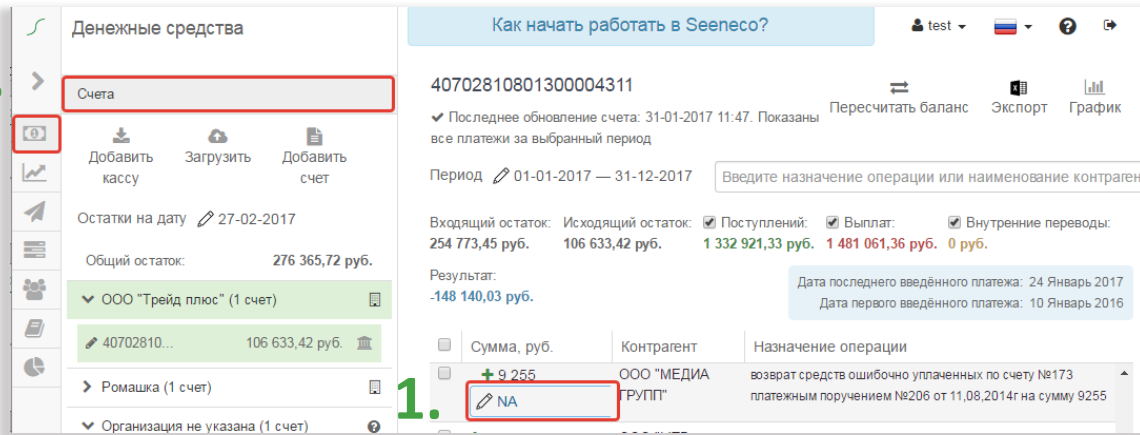 Денежные средства
Как начать работать в Seeneco?
test
Счета
Добавить кассу
Загрузить
Добавить счет
Остатки на дату 27-02-2017
Общий остаток: 276 365,72 руб.
ООО "Трейд плюс" (1 счет)
40702810... 106 633,42 руб.
Ромашка (1 счет)
Организация не указана (1 счет)
40702810801300004311
Пересчитать баланс
Экспорт
График
Последнее обновление счета: 31-01-2017 11:47. Показаны
все платежи за выбранный период
Период 01-01-2017 — 31-12-2017
Введите назначение операции или наименование контраген
Входящий остаток: Исходящий остаток: Поступлений: Выплат: Внутренние переводы:
254 773,45 руб. 106 633,42 руб. 1 332 921,33 руб. 1 481 061,36 руб. 0 руб.
Результат:
-148 140,03 руб.
Дата последнего введённого платежа: 24 Январь 2017
Дата первого введённого платежа: 10 Январь 2016
Сумма, руб. Контрагент Назначение операции
+ 9 255
ООО "МЕДИА
ГРУПП"
возврат средств ошибочно уплаченных по счету №173
платежным поручением №206 от 11,08,2014г на сумму 9255
1.
NA